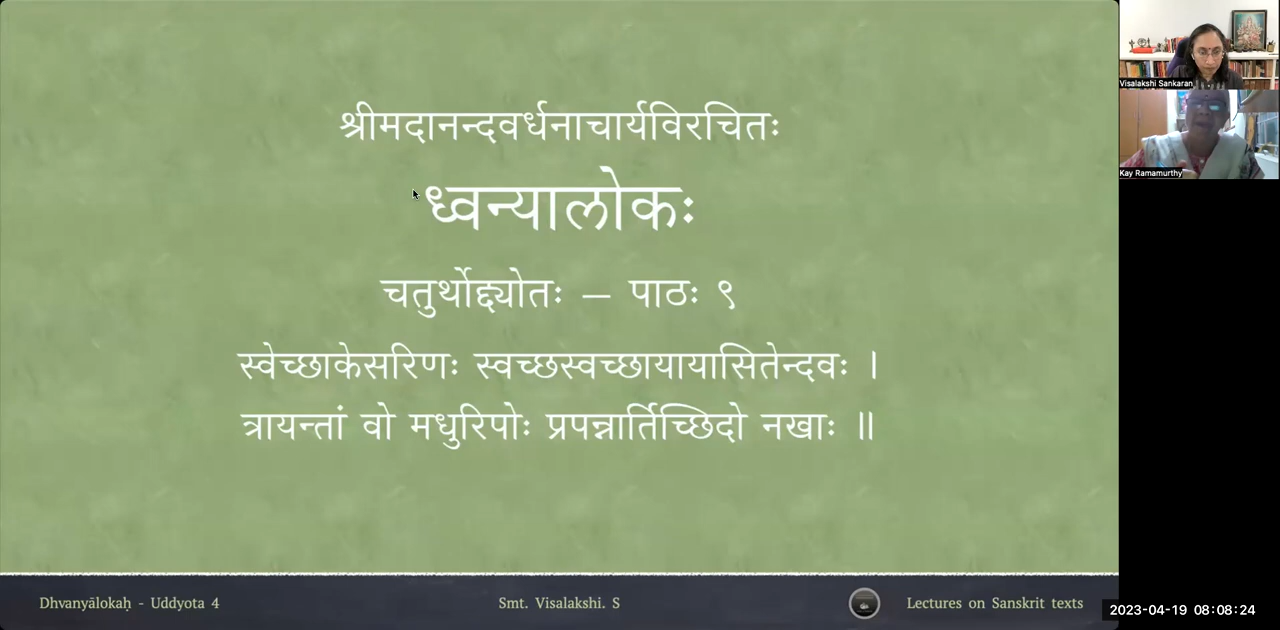 श्रीमदानन्दवर्धनाचार्यविरचितः
ध्वन्यालोकः
चतुर्थोद्द्योतः – पाठः ९
स्वेच्छाकेसरिणः स्वच्छस्वच्छायायासितेन्दवः ।
त्रायन्तां वो मधुरिपोः प्रपन्नार्तिच्छिदो नखाः ॥
Dhvanyālokaḥ - Uddyota 4
Smt. Visalakshi. S
Lectures on Sanskrit texts
Visalakshi Sankaran
Kay Ramamurthy
2023-04-19 08:08:24